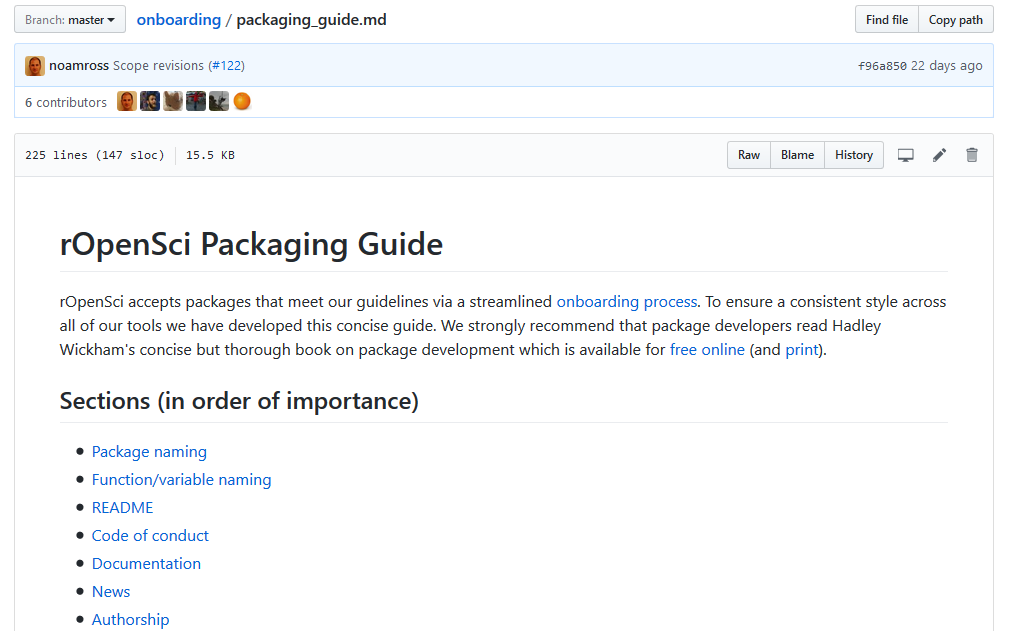 Branch: master onboarding / packaging_guide.md Find file Copy path
noamross Scope revisions (#122) f96a850 22 days ago
6 contributors
225 lines (147 sloc) 15.5 KB Raw Blame History
rOpenSci Packaging Guide
rOpenSci accepts packages that meet our guidelines via a streamlined onboarding process. To ensure a consistent style across
all of our tools we have developed this concise guide. We strongly recommend that package developers read Hadley
Wickham's concise but thorough book on package development which is available for free online (and print).
Sections (in order of importance)
Package naming
Function/variable naming
README
Code of conduct
Documentation
News
Authorship